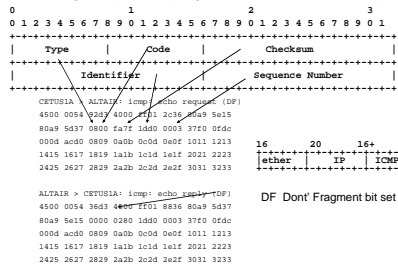 0                   1                   2                   3
0 1 2 3 4 5 6 7 8 9 0 1 2 3 4 5 6 7 8 9 0 1 2 3 4 5 6 7 8 9 0 1
+-+-+-+-+-+-+-+-+-+-+-+-+-+-+-+-+-+-+-+-+-+-+-+-+-+-+-+-+-+-+-+-+
| Type | Code | Checksum |
+-+-+-+-+-+-+-+-+-+-+-+-+-+-+-+-+-+-+-+-+-+-+-+-+-+-+-+-+-+-+-+-+
| Identifier | Sequence Number |
+-+-+-+-+-+-+-+-+-+-+-+-+-+-+-+-+-+-+-+-+-+-+-+-+-+-+-+-+-+-+-+-+
CETUS1A > ALTAIR: icmp: echo request (DF)
4500 0054 92d3 4000 ff01 2c36 80a9 5e15
80a9 5d37 0800 fa7f 1dd0 0003 37f0 0fdc
000d acd0 0809 0a0b 0c0d 0e0f 1011 1213
1415 1617 1819 1a1b 1c1d 1e1f 2021 2223
2425 2627 2829 2a2b 2c2d 2e2f 3031 3233
16 20 16+
|ether| IP | ICMP
ALTAIR > CETUS1A: icmp: echo reply (DF)
4500 0054 36d3 4000 ff01 8836 80a9 5d37
80a9 5e15 0000 0280 1dd0 0003 37f0 0fdc
000d acd0 0809 0a0b 0c0d 0e0f 1011 1213
1415 1617 1819 1a1b 1c1d 1e1f 2021 2223
2425 2627 2829 2a2b 2c2d 2e2f 3031 3233
DF Dont' Fragment bit set